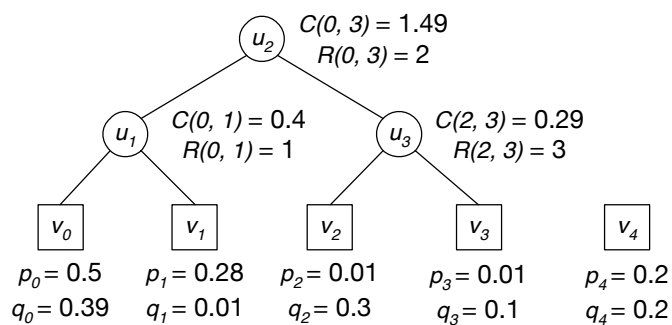 C(0, 3) = 1.49
u₂
R(0, 3) = 2
C(0, 1) = 0.4
C(2, 3) = 0.29
u₁
u₃
R(0, 1) = 1
R(2, 3) = 3
v₀ v₁ v₂ v₃ v₄
p₀ = 0.5 p₁ = 0.28 p₂ = 0.01 p₃ = 0.01 p₄ = 0.2
q₀ = 0.39 q₁ = 0.01 q₂ = 0.3 q₃ = 0.1 q₄ = 0.2